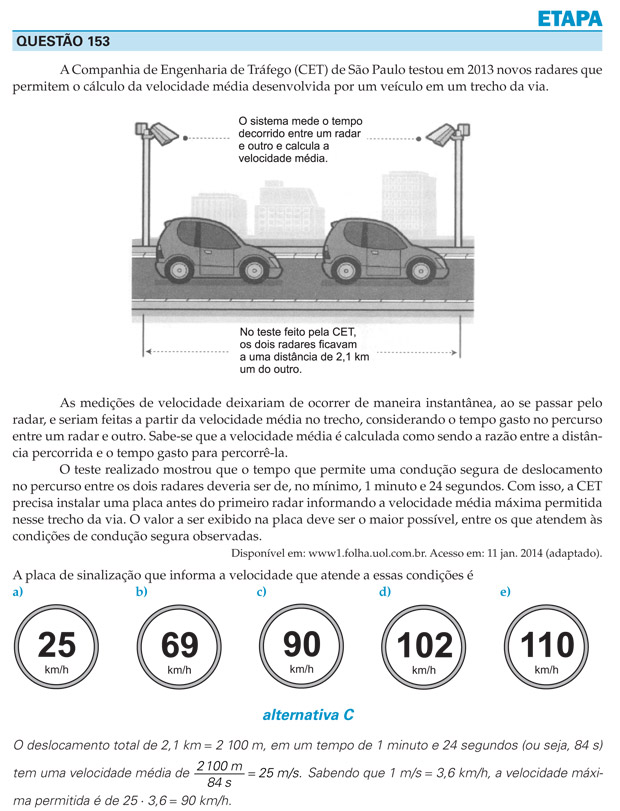 ETAPA
QUESTÃO 153
A Companhia de Engenharia de Tráfego (CET) de São Paulo testou em 2013 novos radares que
permitem o cálculo da velocidade média desenvolvida por um veículo em um trecho da via.
O sistema mede o tempo
decorrido entre um radar
e outro e calcula a
velocidade média.
No teste feito pela CET,
os dois radares ficavam
a uma distância de 2,1 km
um do outro.
As medições de velocidade deixariam de ocorrer de maneira instantânea, ao se passar pelo
radar, e seriam feitas a partir da velocidade média no trecho, considerando o tempo gasto no percurso
entre um radar e outro. Sabe-se que a velocidade média é calculada como sendo a razão entre a distân-
cia percorrida e o tempo gasto para percorrê-la.
O teste realizado mostrou que o tempo que permite uma condução segura de deslocamento
no percurso entre os dois radares deveria ser de, no mínimo, 1 minuto e 24 segundos. Com isso, a CET
precisa instalar uma placa antes do primeiro radar informando a velocidade média máxima permitida
nesse trecho da via. O valor a ser exibido na placa deve ser o maior possível, entre os que atendem às
condições de condução segura observadas.
Disponível em: www1.folha.uol.com.br. Acesso em: 11 jan. 2014 (adaptado).
A placa de sinalização que informa a velocidade que atende a essas condições é
a) b) c) d) e)
25 69 90 102 110
km/h km/h km/h km/h km/h
alternativa C
O deslocamento total de 2,1 km = 2 100 m, em um tempo de 1 minuto e 24 segundos (ou seja, 84 s)
tem uma velocidade média de 2 100 m / 84 s = 25 m/s. Sabendo que 1 m/s = 3,6 km/h, a velocidade máxi-
ma permitida é de 25 · 3,6 = 90 km/h.